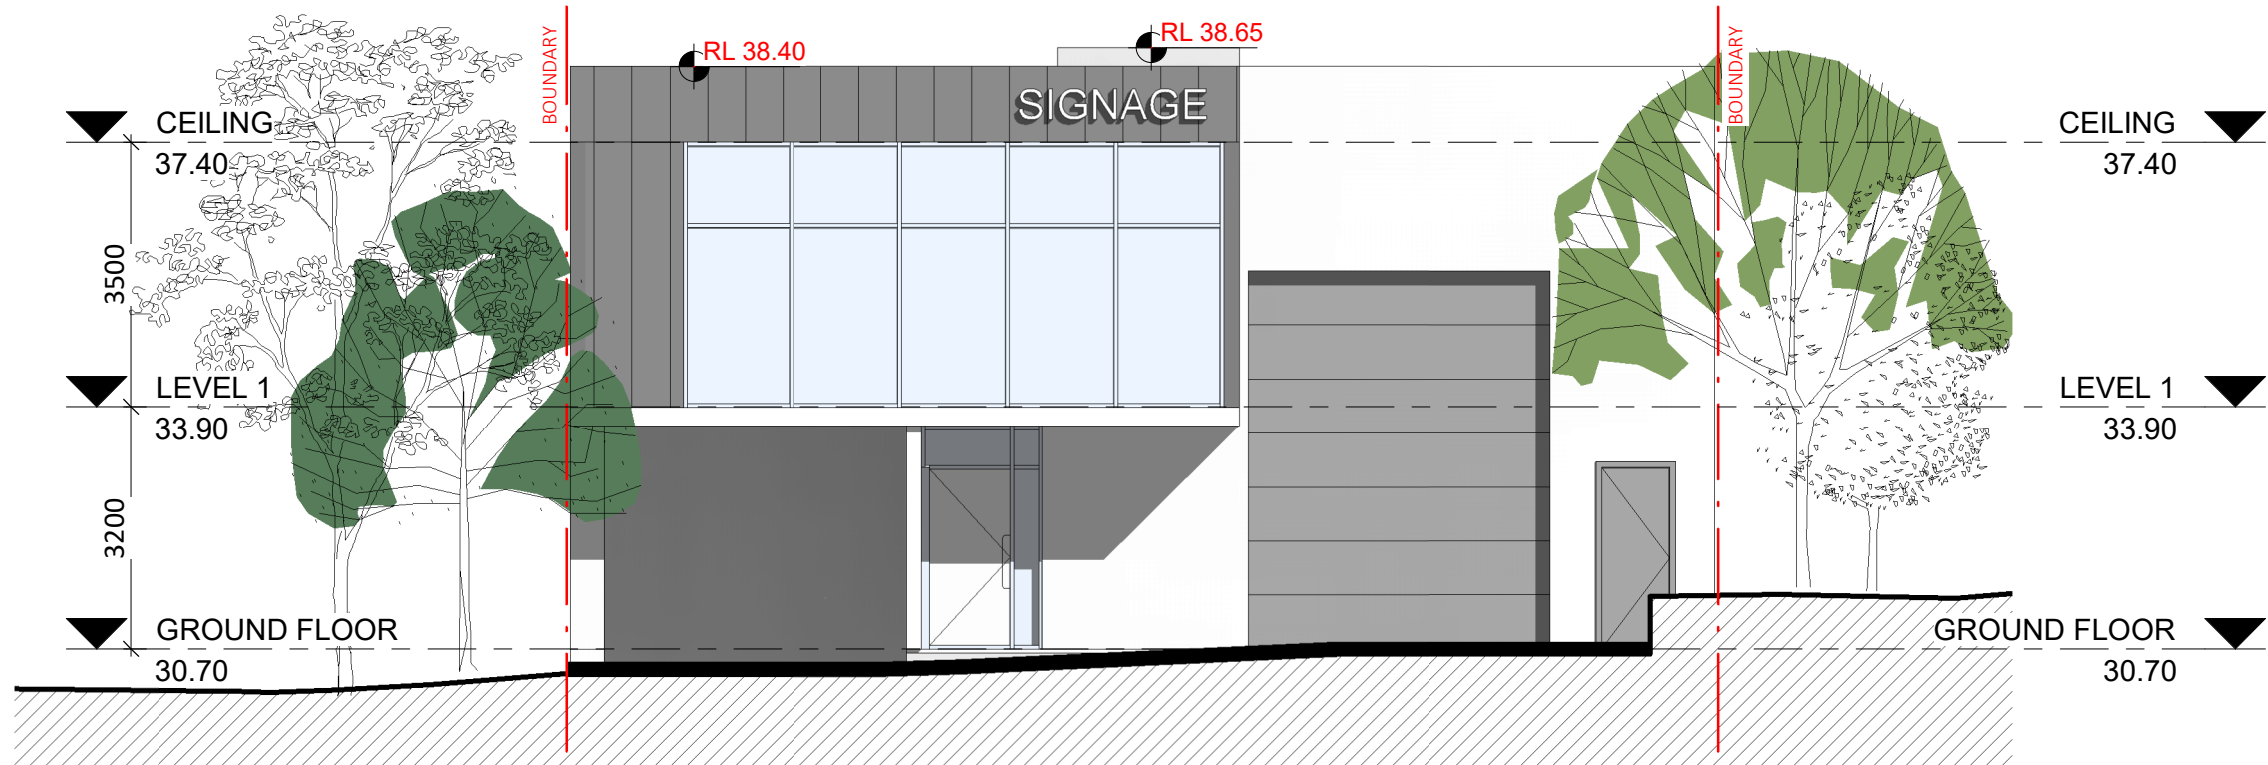 RL 38.40
RL 38.65
BOUNDARY
BOUNDARY
SIGNAGE
CEILING
37.40
CEILING
37.40
3500
LEVEL 1
33.90
LEVEL 1
33.90
3200
GROUND FLOOR
30.70
GROUND FLOOR
30.70